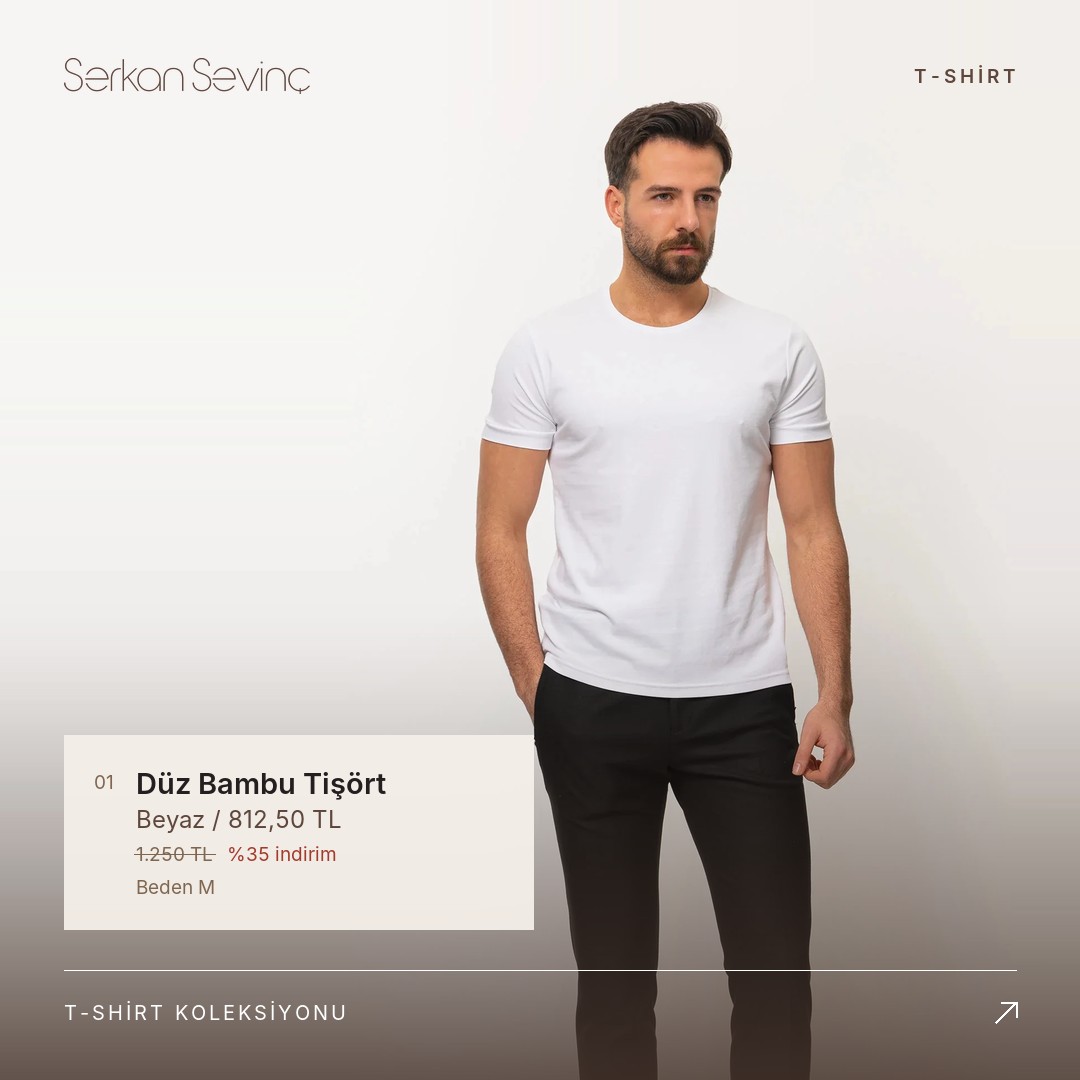 Serkan Sevinç
T-SHİRT
01 Düz Bambu Tişört
Beyaz / 812,50 TL
1.250 TL %35 indirim
Beden M
T-SHİRT KOLEKSİYONU